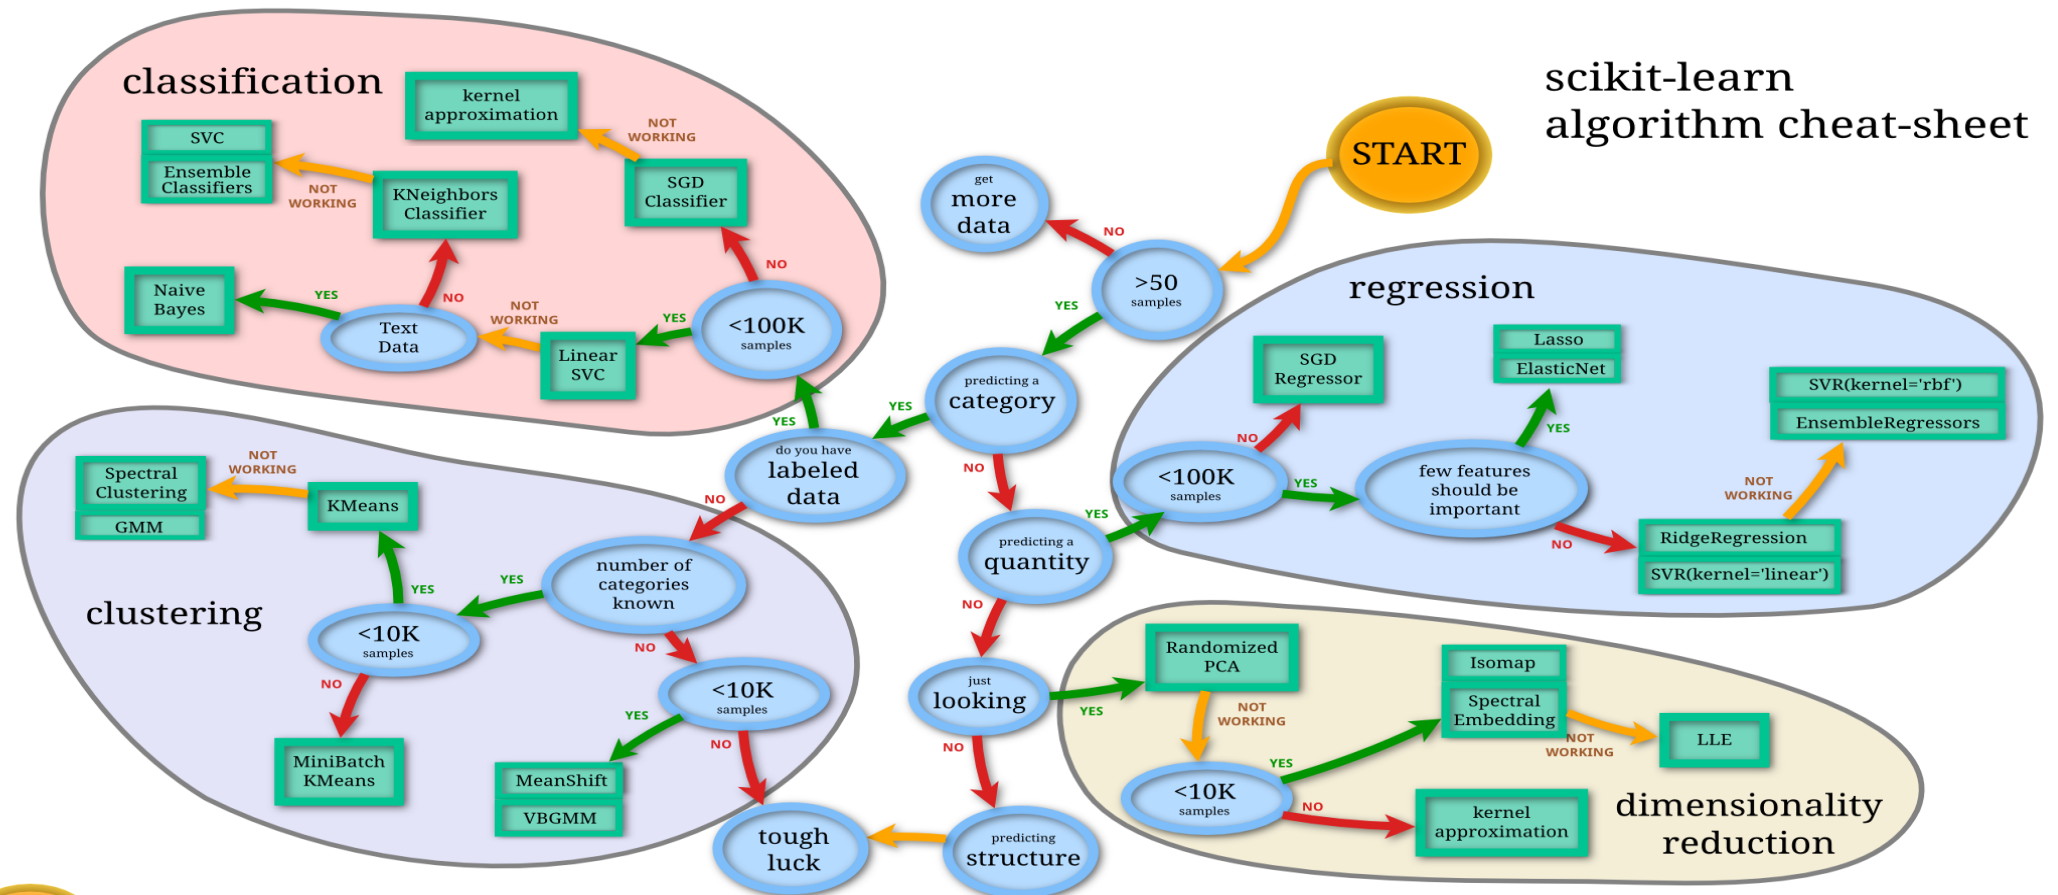 scikit-learn
algorithm cheat-sheet
START
>50
samples
NO
get
more
data
YES
predicting a
category
YES
do you have
labeled
data
YES
NO
NO
predicting a
quantity
YES
NO
just
looking
YES
NO
predicting
structure
tough
luck
classification
kernel
approximation
NOT
WORKING
SGD
Classifier
NO
<100K
samples
YES
Linear
SVC
NOT
WORKING
Text
Data
YES
Naive
Bayes
NO
KNeighbors
Classifier
NOT
WORKING
SVC
Ensemble
Classifiers
clustering
number of
categories
known
YES
<10K
samples
YES
KMeans
NOT
WORKING
Spectral
Clustering
GMM
NO
MiniBatch
KMeans
NO
<10K
samples
YES
MeanShift
VBGMM
NO
regression
<100K
samples
NO
SGD
Regressor
YES
few features
should be
important
YES
Lasso
ElasticNet
NO
RidgeRegression
SVR(kernel='linear')
NOT
WORKING
SVR(kernel='rbf')
EnsembleRegressors
dimensionality
reduction
Randomized
PCA
NOT
WORKING
<10K
samples
YES
Isomap
Spectral
Embedding
NOT
WORKING
LLE
NO
kernel
approximation